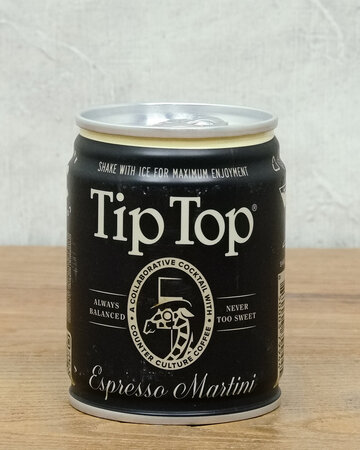 SHAKE WITH ICE FOR MAXIMUM ENJOYMENT
Tip Top®
ALWAYS BALANCED
A COLLABORATIVE COCKTAIL WITH
COUNTER CULTURE COFFEE
NEVER TOO SWEET
Espresso Martini